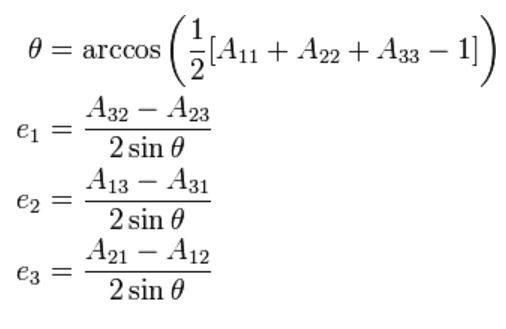 θ = arccos(1/2[A₁₁ + A₂₂ + A₃₃ − 1])
e₁ = (A₃₂ − A₂₃)/(2 sin θ)
e₂ = (A₁₃ − A₃₁)/(2 sin θ)
e₃ = (A₂₁ − A₁₂)/(2 sin θ)